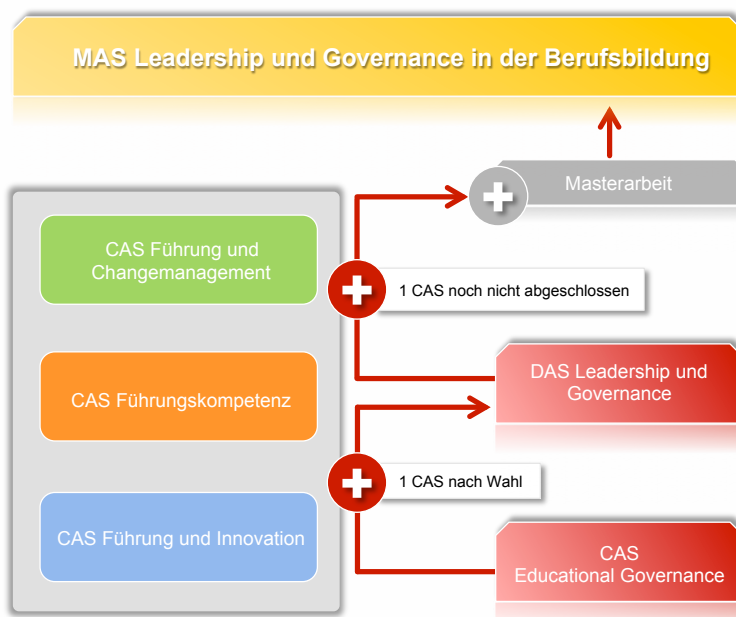 MAS Leadership und Governance in der Berufsbildung
Masterarbeit
CAS Führung und
Changemanagement
1 CAS noch nicht abgeschlossen
DAS Leadership und
Governance
CAS Führungskompetenz
1 CAS nach Wahl
CAS Führung und Innovation
CAS
Educational Governance